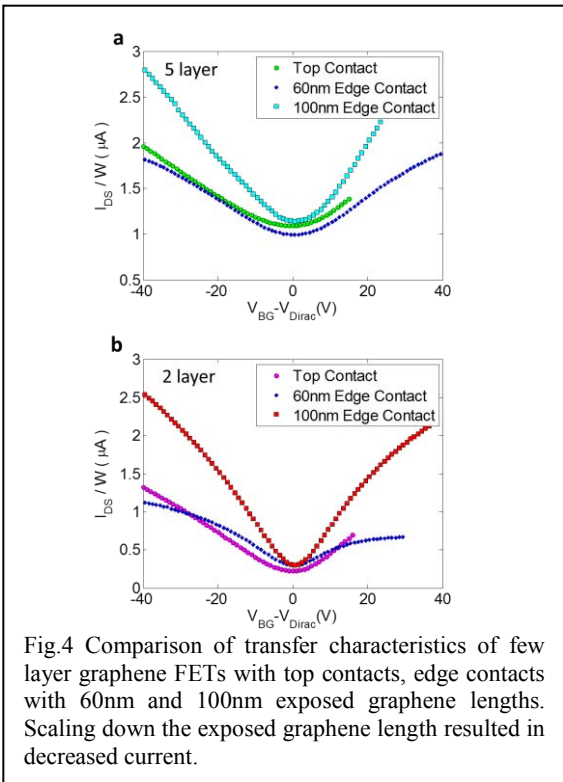 a
3
5 layer
Top Contact
60nm Edge Contact
100nm Edge Contact
2.5
2
1.5
1
0.5
I_DS / W ( μA )
-40 -20 0 20 40
V_BG-V_Dirac(V)
b
3
2 layer
Top Contact
60nm Edge Contact
100nm Edge Contact
2.5
2
1.5
1
0.5
0
I_DS / W ( μA )
-40 -20 0 20 40
V_BG-V_Dirac(V)
Fig.4 Comparison of transfer characteristics of few
layer graphene FETs with top contacts, edge contacts
with 60nm and 100nm exposed graphene lengths.
Scaling down the exposed graphene length resulted in
decreased current.